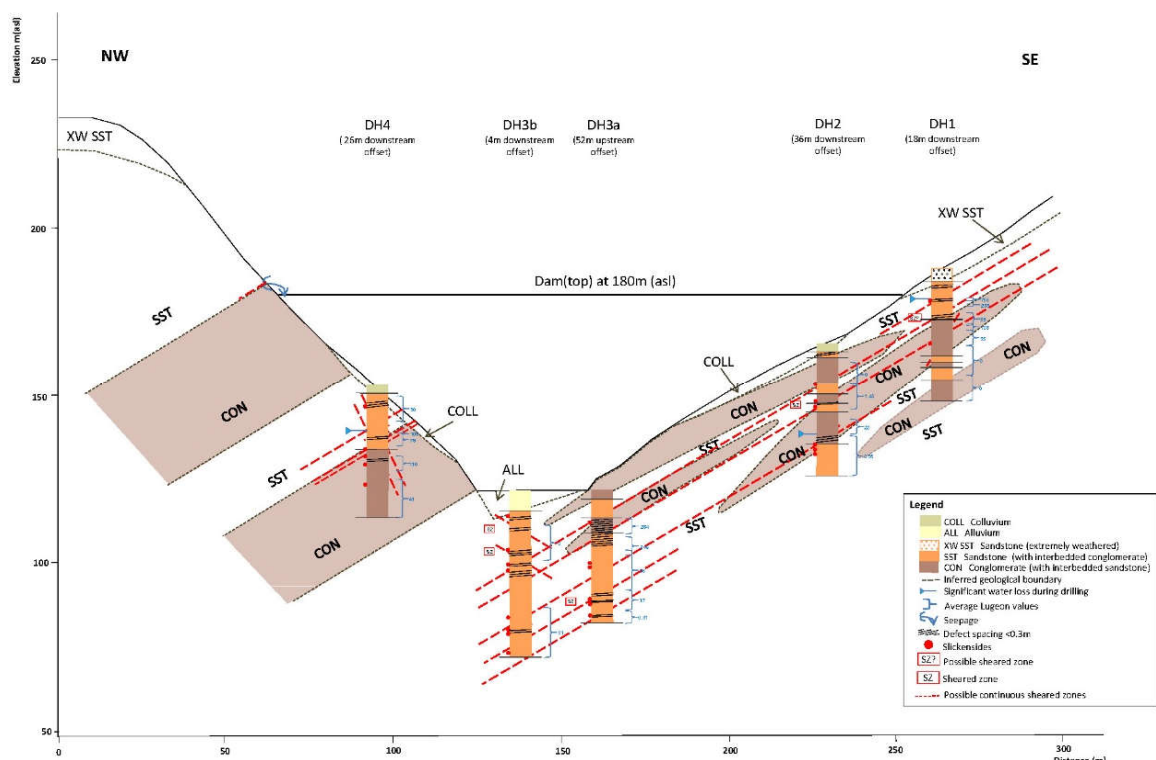 Elevation m(asl)
NW
SE
250
200
150
100
50
0
50
100
150
200
250
300
Distance (m)
DH4
( 26m downstream
offset)
DH3b
(4m downstream
offset)
DH3a
(52m upstream
offset)
DH2
(36m downstream
offset)
DH1
(18m downstream
offset)
XW SST
XW SST
Dam(top) at 180m (asl)
SST
CON
SST
CON
COLL
ALL
COLL
CON
SST
CON
SST
CON
SST
CON
SST
CON
CON
SST
SZ
SZ
SZ
SZ
Legend
COLL Colluvium
ALL Alluvium
XW SST Sandstone (extremely weathered)
SST Sandstone (with interbedded conglomerate)
CON Conglomerate (with interbedded sandstone)
Inferred geological boundary
Significant water loss during drilling
Average Lugeon values
Seepage
Defect spacing <0.3m
Slickensides
SZ? Possible sheared zone
SZ Sheared zone
Possible continuous sheared zones